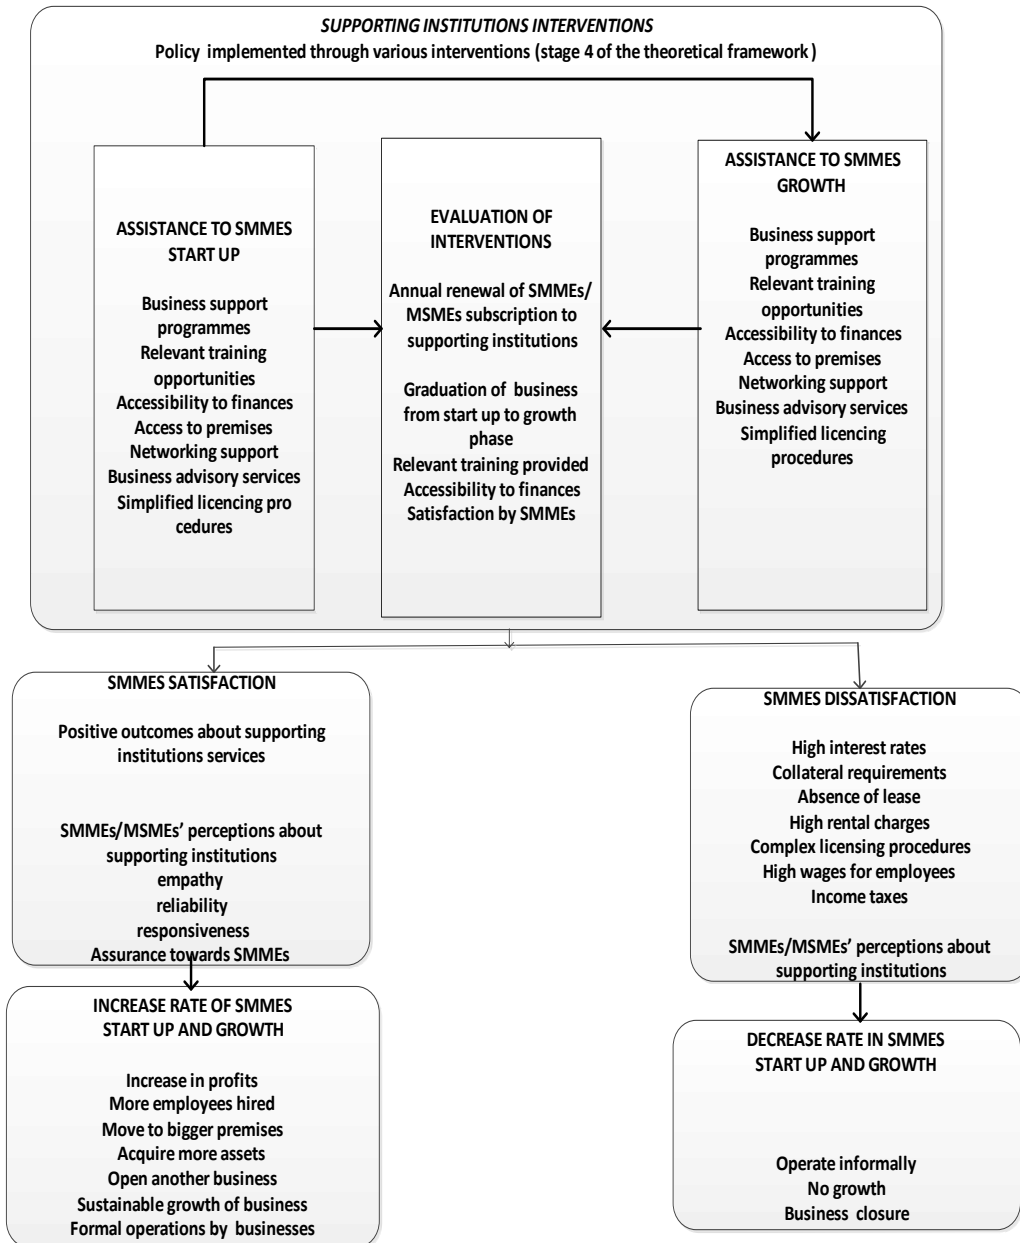 SUPPORTING INSTITUTIONS INTERVENTIONS
Policy implemented through various interventions (stage 4 of the theoretical framework )
ASSISTANCE TO SMMES
START UP
Business support
programmes
Relevant training
opportunities
Accessibility to finances
Access to premises
Networking support
Business advisory services
Simplified licencing pro
cedures
EVALUATION OF
INTERVENTIONS
Annual renewal of SMMEs/
MSMEs subscription to
supporting institutions
Graduation of business
from start up to growth
phase
Relevant training provided
Accessibility to finances
Satisfaction by SMMEs
ASSISTANCE TO SMMES
GROWTH
Business support
programmes
Relevant training
opportunities
Accessibility to finances
Access to premises
Networking support
Business advisory services
Simplified licencing
procedures
SMMES SATISFACTION
Positive outcomes about supporting
institutions services
SMMEs/MSMEs’ perceptions about
supporting institutions
empathy
reliability
responsiveness
Assurance towards SMMEs
SMMES DISSATISFACTION
High interest rates
Collateral requirements
Absence of lease
High rental charges
Complex licensing procedures
High wages for employees
Income taxes
SMMEs/MSMEs’ perceptions about
supporting institutions
INCREASE RATE OF SMMES
START UP AND GROWTH
Increase in profits
More employees hired
Move to bigger premises
Acquire more assets
Open another business
Sustainable growth of business
Formal operations by businesses
DECREASE RATE IN SMMES
START UP AND GROWTH
Operate informally
No growth
Business closure